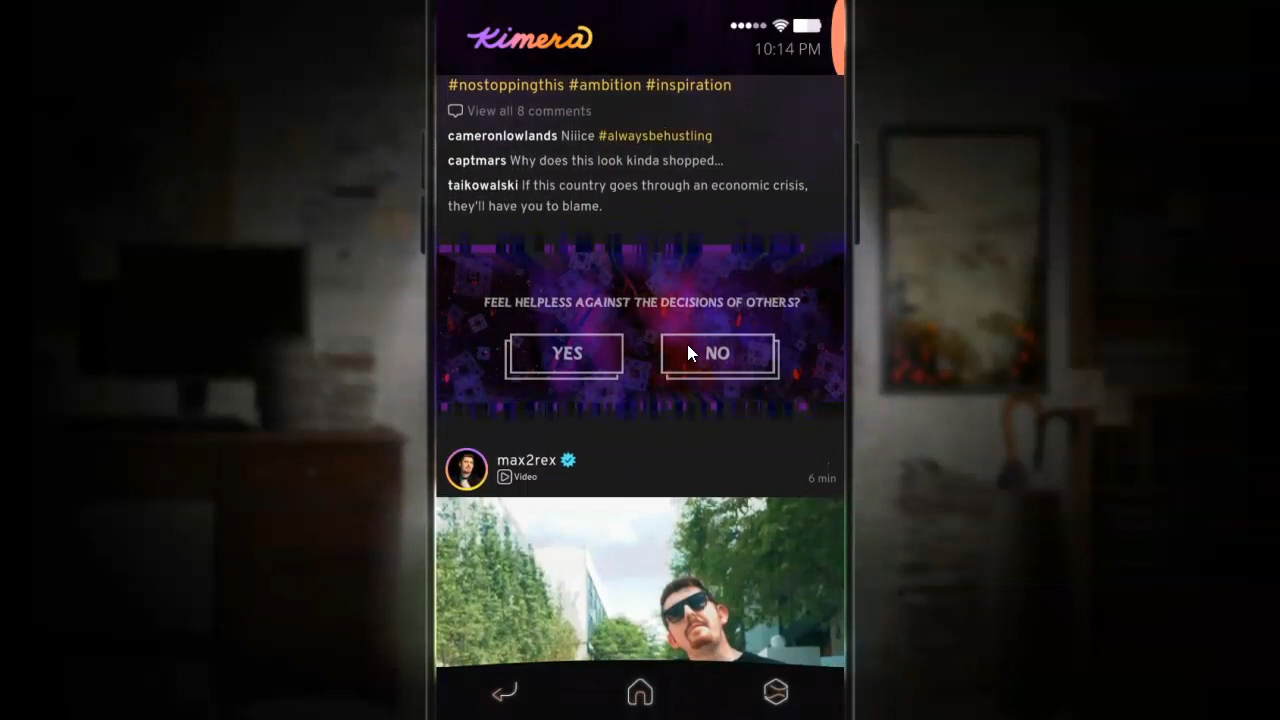 Kimera
10:14 PM
#nostoppingthis #ambition #inspiration
View all 8 comments
cameronlowlands Niiice #alwaysbehustling
captmars Why does this look kinda shopped...
taikowalski If this country goes through an economic crisis,
they'll have you to blame.
FEEL HELPLESS AGAINST THE DECISIONS OF OTHERS?
YES NO
max2rex
Video
6 min